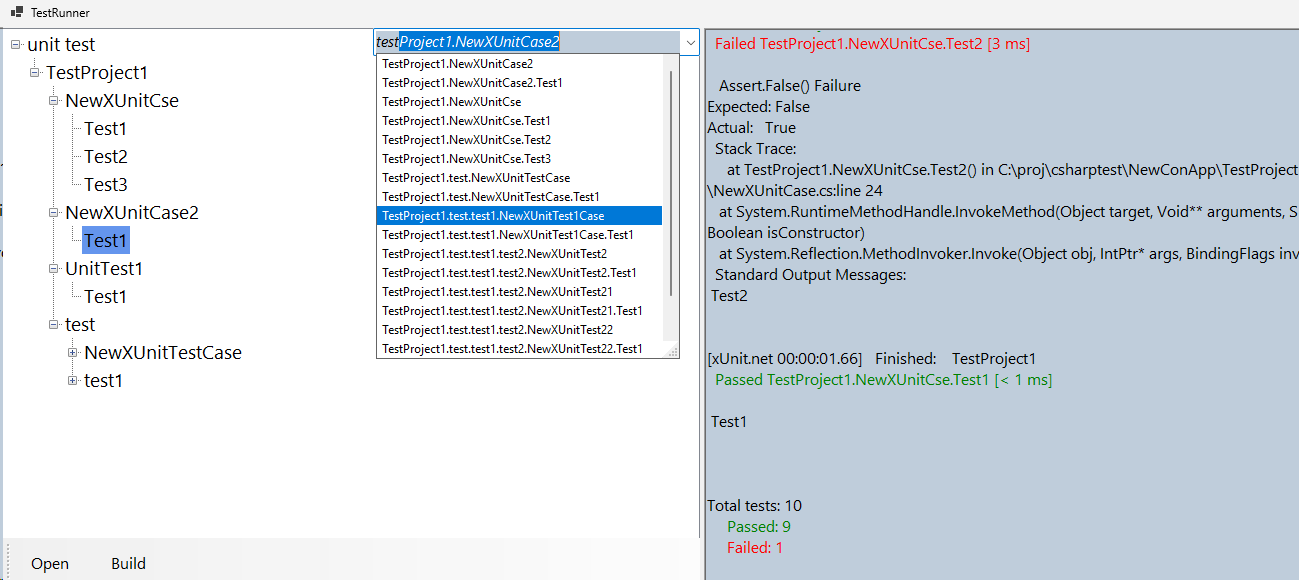 TestRunner
unit test
TestProject1
NewXUnitCse
Test1
Test2
Test3
NewXUnitCase2
Test1
UnitTest1
Test1
test
NewXUnitTestCase
test1
Open
Build
testProject1.NewXUnitCase2
TestProject1.NewXUnitCase2
TestProject1.NewXUnitCase2.Test1
TestProject1.NewXUnitCse
TestProject1.NewXUnitCse.Test1
TestProject1.NewXUnitCse.Test2
TestProject1.NewXUnitCse.Test3
TestProject1.test.NewXUnitTestCase
TestProject1.test.NewXUnitTestCase.Test1
TestProject1.test.test1.NewXUnitTest1Case
TestProject1.test.test1.NewXUnitTest1Case.Test1
TestProject1.test.test1.test2.NewXUnitTest2
TestProject1.test.test1.test2.NewXUnitTest2.Test1
TestProject1.test.test1.test2.NewXUnitTest21
TestProject1.test.test1.test2.NewXUnitTest21.Test1
TestProject1.test.test1.test2.NewXUnitTest22
TestProject1.test.test1.test2.NewXUnitTest22.Test1
Failed TestProject1.NewXUnitCse.Test2 [3 ms]
Assert.False() Failure
Expected: False
Actual: True
Stack Trace:
at TestProject1.NewXUnitCse.Test2() in C:\proj\csharptest\NewConApp\TestProject
\NewXUnitCase.cs:line 24
at System.RuntimeMethodHandle.InvokeMethod(Object target, Void** arguments, S
Boolean isConstructor)
at System.Reflection.MethodInvoker.Invoke(Object obj, IntPtr* args, BindingFlags inv
Standard Output Messages:
Test2
[xUnit.net 00:00:01.66] Finished: TestProject1
Passed TestProject1.NewXUnitCse.Test1 [< 1 ms]
Test1
Total tests: 10
Passed: 9
Failed: 1